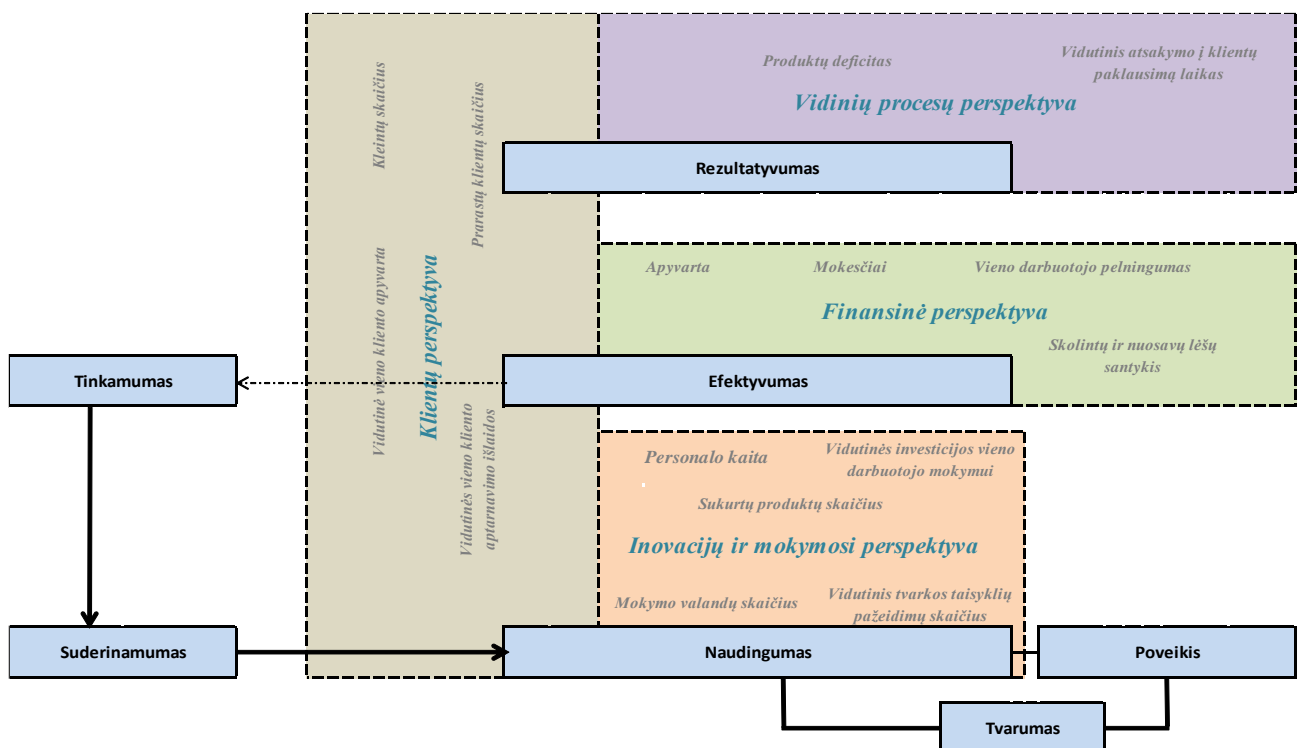 Produktų deficitas
Vidutinis atsakymo į klientų
paklausimą laikas
Vidinių procesų perspektyva
Rezultatyvumas
Kleintų skaičius
Prarastų klientų skaičius
Vidutinė vieno kliento apyvarta
Klientų perspektyva
Vidutinės vieno kliento
aptarnavimo išlaidos
Apyvarta
Mokesčiai
Vieno darbuotojo pelningumas
Finansinė perspektyva
Skolintų ir nuosavų lėšų
santykis
Tinkamumas
Efektyvumas
Personalo kaita
Vidutinės investicijos vieno
darbuotojo mokymui
Sukurtų produktų skaičius
Inovacijų ir mokymosi perspektyva
Mokymo valandų skaičius
Vidutinis tvarkos taisyklių
pažeidimų skaičius
Suderinamumas
Naudingumas
Poveikis
Tvarumas